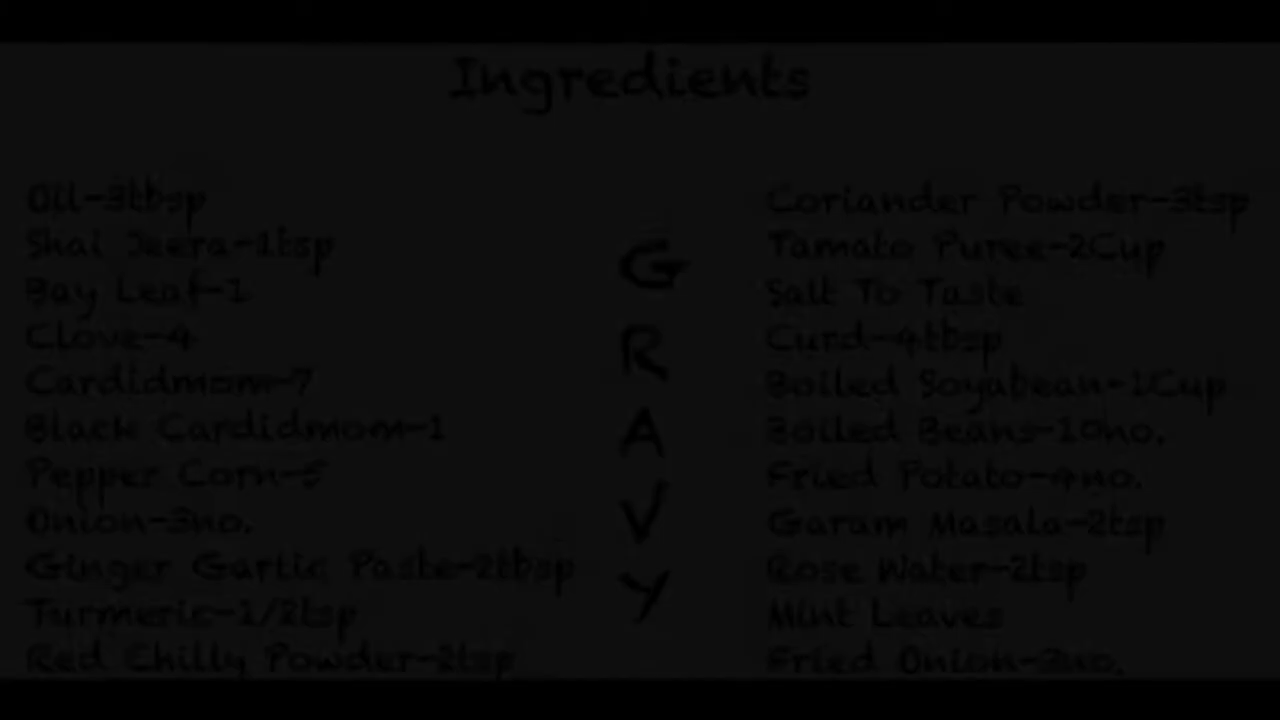 Ingredients
Oil-3tbsp
Shai Jeera-1tsp
Bay Leaf-1
Clove-4
Cardidmom-7
Black Cardidmom-1
Pepper Corn-5
Onion-3no.
Ginger Garlic Paste-2tbsp
Turmeric-1/2tsp
Red Chilly Powder-2tsp
G
R
A
V
Y
Coriander Powder-3tsp
Tamato Puree-2Cup
Salt To Taste
Curd-4tbsp
Boiled Soyabean-1Cup
Boiled Beans-10no.
Fried Potato-4no.
Garam Masala-2tsp
Rose Water-2tsp
Mint Leaves
Fried Onion-2no.